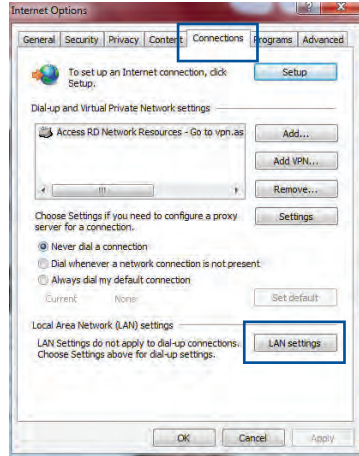 Internet Options
General Security Privacy Content Connections Programs Advanced
To set up an Internet connection, click
Setup.
Setup
Dial-up and Virtual Private Network settings
Access RD Network Resources - Go to vpn.as
Add...
Add VPN...
Remove...
Choose Settings if you need to configure a proxy
server for a connection.
Settings
Never dial a connection
Dial whenever a network connection is not present
Always dial my default connection
Current None
Set default
Local Area Network (LAN) settings
LAN Settings do not apply to dial-up connections.
Choose Settings above for dial-up settings.
LAN settings
OK Cancel Apply